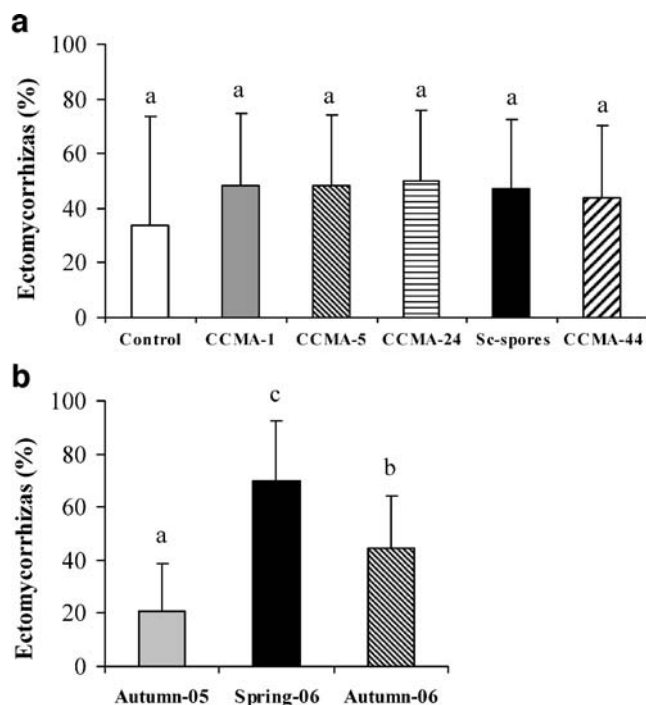 a
Ectomycorrhizas (%)
100
80
60
40
20
0
a a a a a a
Control CCMA-1 CCMA-5 CCMA-24 Sc-spores CCMA-44
b
Ectomycorrhizas (%)
100
80
60
40
20
0
a c b
Autumn-05 Spring-06 Autumn-06